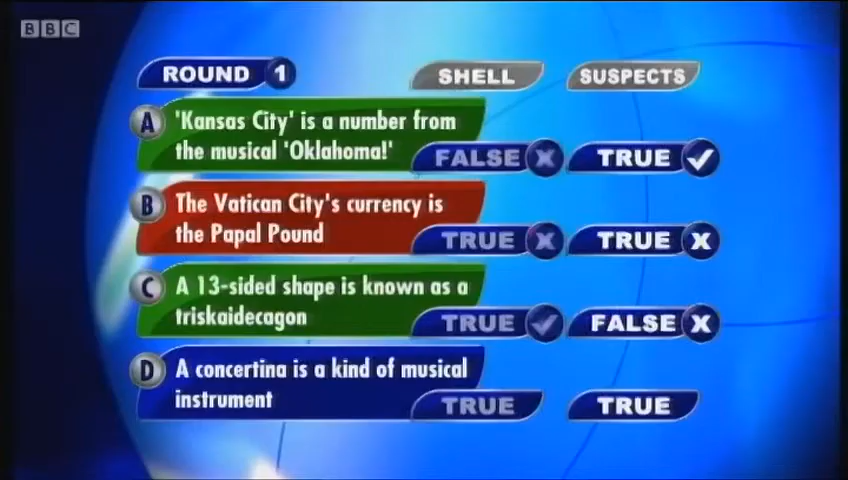 BBC
ROUND 1 SHELL SUSPECTS
A 'Kansas City' is a number from
the musical 'Oklahoma!' FALSE TRUE
B The Vatican City's currency is
the Papal Pound TRUE TRUE
C A 13-sided shape is known as a
triskaidecagon TRUE FALSE
D A concertina is a kind of musical
instrument TRUE TRUE